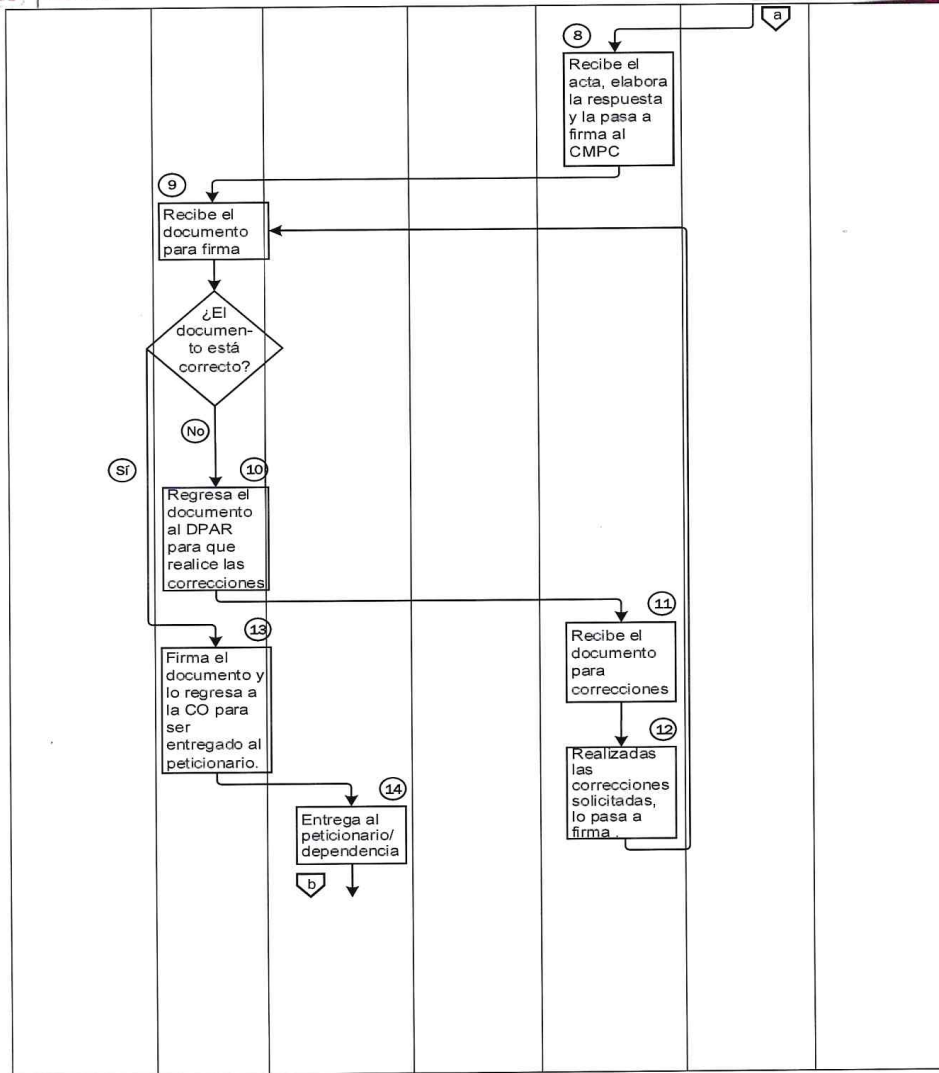 a
8
Recibe el
acta, elabora
la respuesta
y la pasa a
firma al
CMPC
9
Recibe el
documento
para firma
¿El
documen-
to está
correcto?
No
Sí
10
Regresa el
documento
al DPAR
para que
realice las
correcciones
11
Recibe el
documento
para
correcciones
13
Firma el
documento y
lo regresa a
la CO para
ser
entregado al
peticionario.
12
Realizadas
las
correcciones
solicitadas,
lo pasa a
firma .
14
Entrega al
peticionario/
dependencia
b